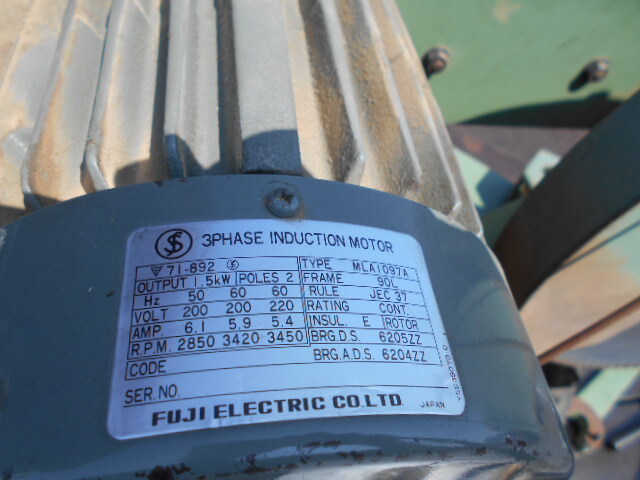 3PHASE INDUCTION MOTOR
71-892 TYPE MLA1097A
OUTPUT 1.5kW POLES 2 FRAME 90L
Hz 50 60 60 RULE JEC 37
VOLT 200 200 220 RATING CONT.
AMP. 6.1 5.9 5.4 INSUL. E ROTOR
R.P.M. 2850 3420 3450 BRG.D.S. 6205ZZ
CODE BRG.A.D.S. 6204ZZ
SER.NO.
FUJI ELECTRIC CO.LTD. JAPAN